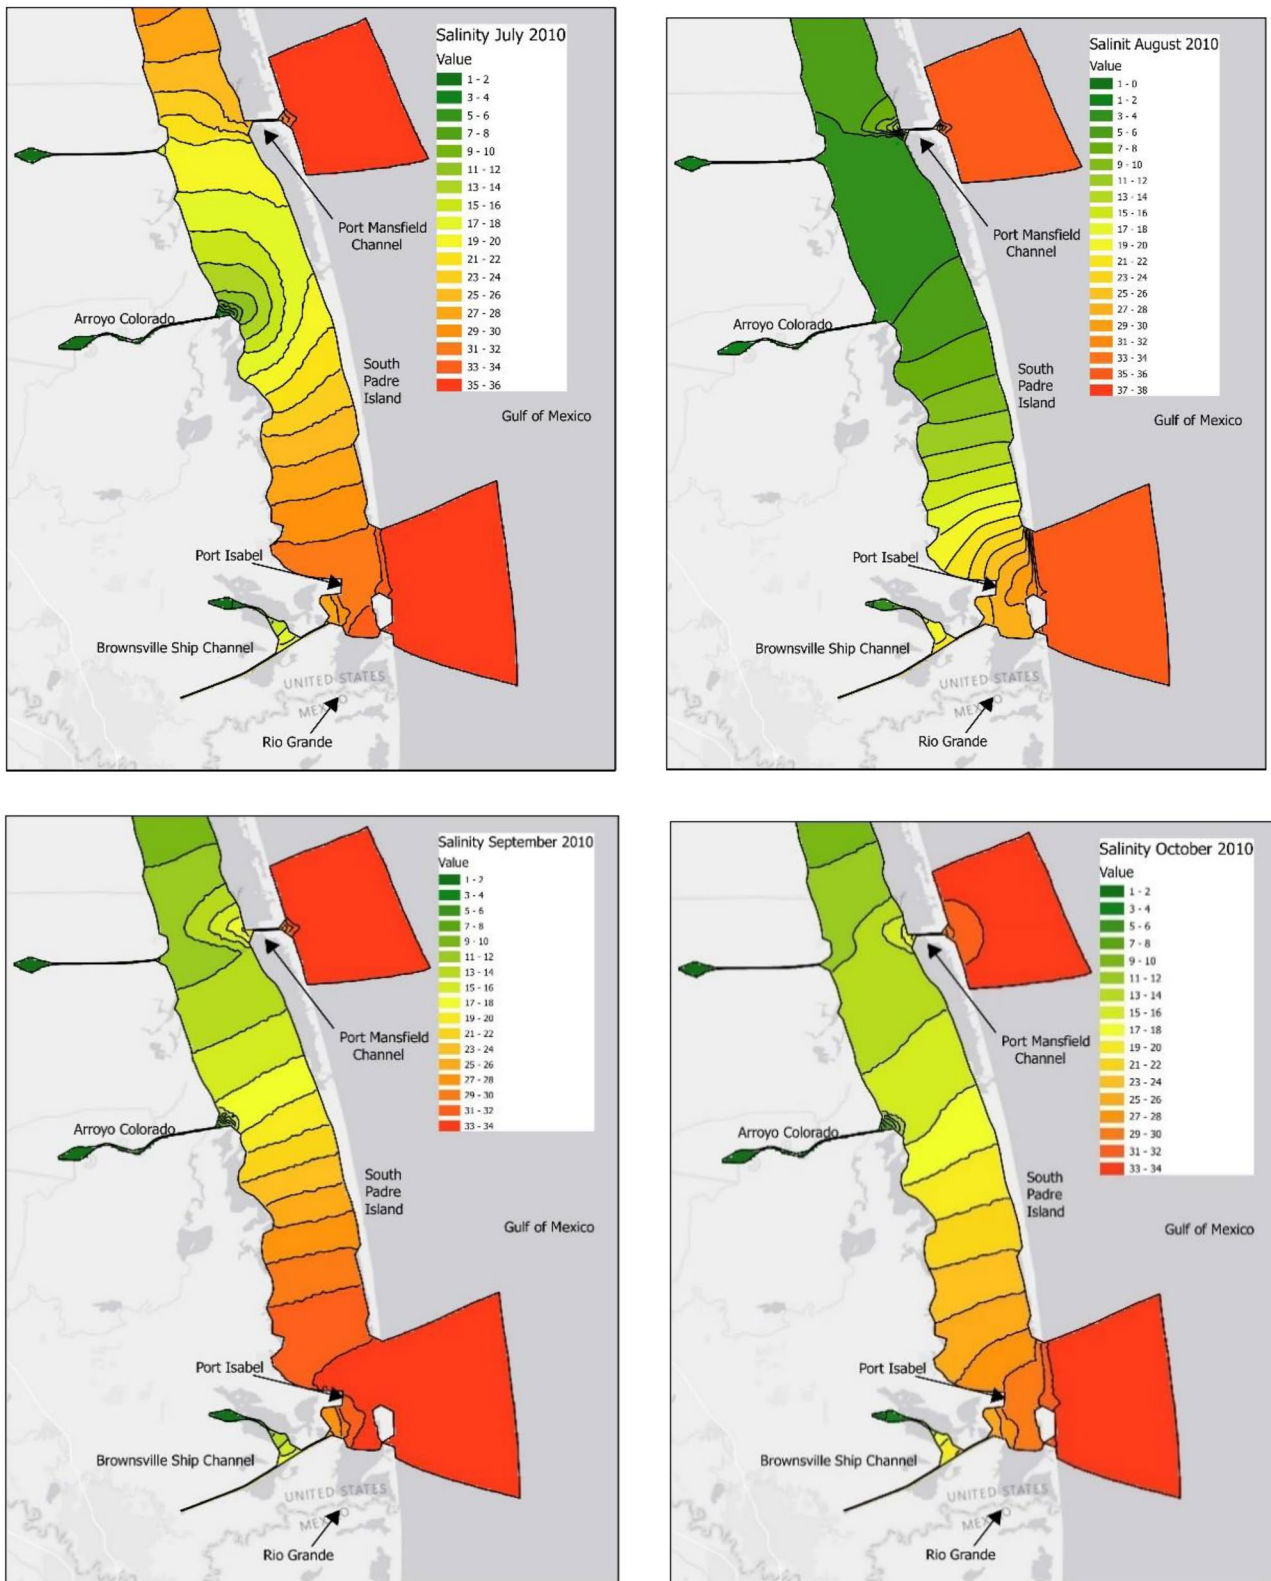 Salinity July 2010
Value
1 - 2
3 - 4
5 - 6
7 - 8
9 - 10
11 - 12
13 - 14
15 - 16
17 - 18
19 - 20
21 - 22
23 - 24
25 - 26
27 - 28
29 - 30
31 - 32
33 - 34
35 - 36
Port Mansfield
Channel
Arroyo Colorado
South
Padre
Island
Gulf of Mexico
Port Isabel
Brownsville Ship Channel
UNITED STATES
MEXICO
Rio Grande
Salinit August 2010
Value
1 - 0
1 - 2
3 - 4
5 - 6
7 - 8
9 - 10
11 - 12
13 - 14
15 - 16
17 - 18
19 - 20
21 - 22
23 - 24
25 - 26
27 - 28
29 - 30
31 - 32
33 - 34
35 - 36
37 - 38
Port Mansfield
Channel
Arroyo Colorado
South
Padre
Island
Gulf of Mexico
Port Isabel
Brownsville Ship Channel
UNITED STATES
MEXICO
Rio Grande
Salinity September 2010
Value
1 - 2
3 - 4
5 - 6
7 - 8
9 - 10
11 - 12
13 - 14
15 - 16
17 - 18
19 - 20
21 - 22
23 - 24
25 - 26
27 - 28
29 - 30
31 - 32
33 - 34
Port Mansfield
Channel
Arroyo Colorado
South
Padre
Island
Gulf of Mexico
Port Isabel
Brownsville Ship Channel
UNITED STATES
MEXICO
Rio Grande
Salinity October 2010
Value
1 - 2
3 - 4
5 - 6
7 - 8
9 - 10
11 - 12
13 - 14
15 - 16
17 - 18
19 - 20
21 - 22
23 - 24
25 - 26
27 - 28
29 - 30
31 - 32
33 - 34
Port Mansfield
Channel
Arroyo Colorado
South
Padre
Island
Gulf of Mexico
Port Isabel
Brownsville Ship Channel
UNITED STATES
MEXICO
Rio Grande